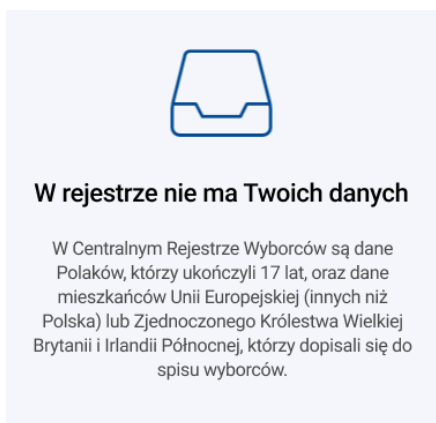 W rejestrze nie ma Twoich danych
W Centralnym Rejestrze Wyborców są dane
Polaków, którzy ukończyli 17 lat, oraz dane
mieszkańców Unii Europejskiej (innych niż
Polska) lub Zjednoczonego Królestwa Wielkiej
Brytanii i Irlandii Północnej, którzy dopisali się do
spisu wyborców.